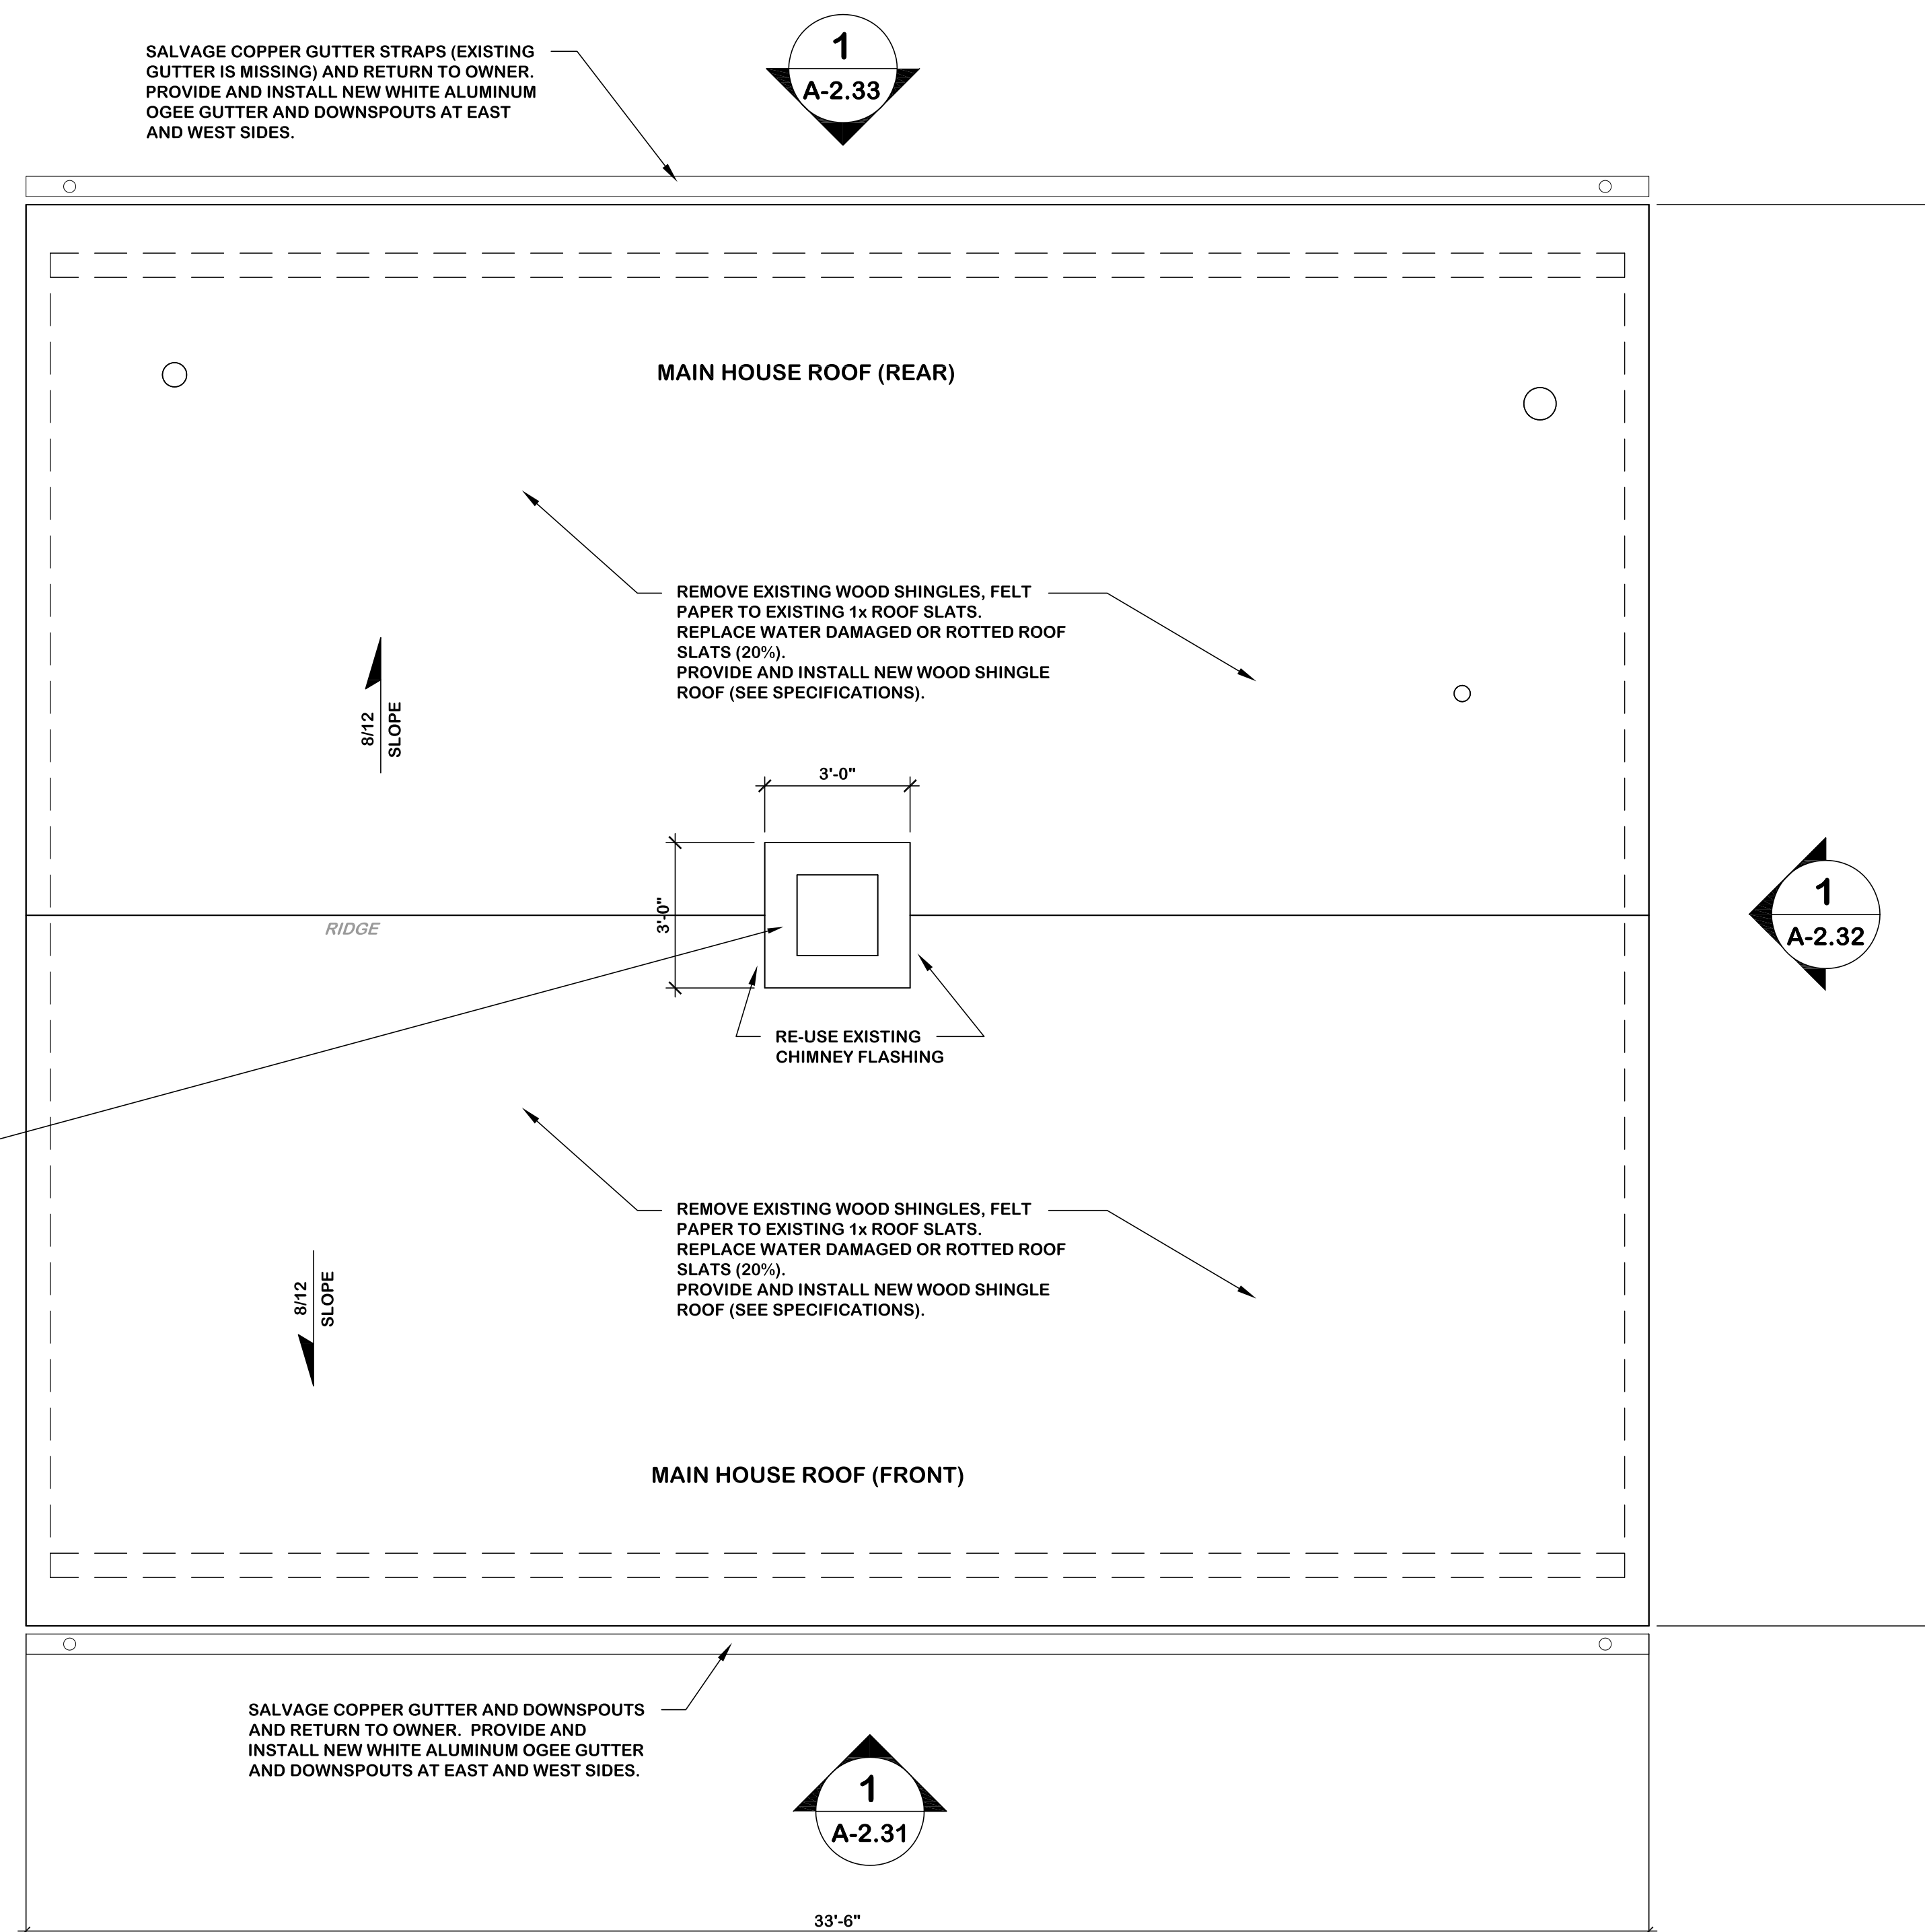 SALVAGE COPPER GUTTER STRAPS (EXISTING
GUTTER IS MISSING) AND RETURN TO OWNER.
PROVIDE AND INSTALL NEW WHITE ALUMINUM
OGEE GUTTER AND DOWNSPOUTS AT EAST
AND WEST SIDES.
1
A-2.33
MAIN HOUSE ROOF (REAR)
REMOVE EXISTING WOOD SHINGLES, FELT
PAPER TO EXISTING 1x ROOF SLATS.
REPLACE WATER DAMAGED OR ROTTED ROOF
SLATS (20%).
PROVIDE AND INSTALL NEW WOOD SHINGLE
ROOF (SEE SPECIFICATIONS).
8/12
SLOPE
3'-0"
3'-0"
RIDGE
1
A-2.32
RE-USE EXISTING
CHIMNEY FLASHING
REMOVE EXISTING WOOD SHINGLES, FELT
PAPER TO EXISTING 1x ROOF SLATS.
REPLACE WATER DAMAGED OR ROTTED ROOF
SLATS (20%).
PROVIDE AND INSTALL NEW WOOD SHINGLE
ROOF (SEE SPECIFICATIONS).
8/12
SLOPE
MAIN HOUSE ROOF (FRONT)
SALVAGE COPPER GUTTER AND DOWNSPOUTS
AND RETURN TO OWNER.  PROVIDE AND
INSTALL NEW WHITE ALUMINUM OGEE GUTTER
AND DOWNSPOUTS AT EAST AND WEST SIDES.
1
A-2.31
33'-6"